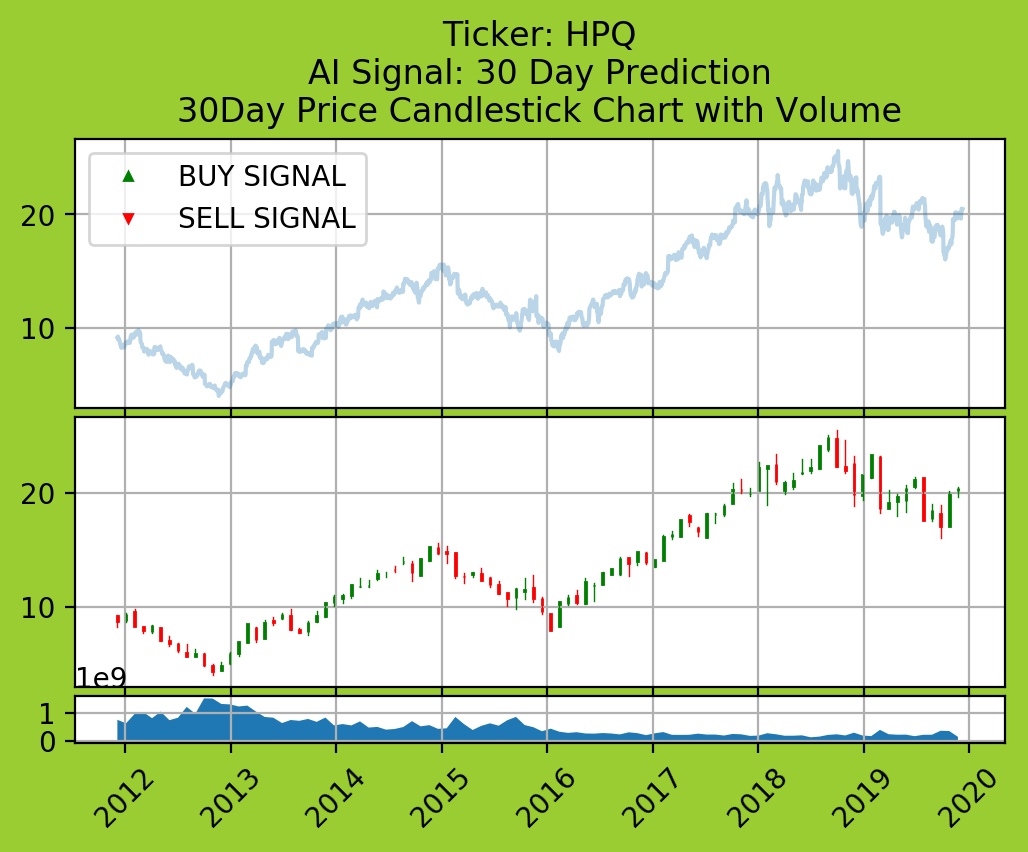 Ticker: HPQ
AI Signal: 30 Day Prediction
30Day Price Candlestick Chart with Volume
BUY SIGNAL
SELL SIGNAL
20
10
20
10
1e9
1
0
2012 2013 2014 2015 2016 2017 2018 2019 2020